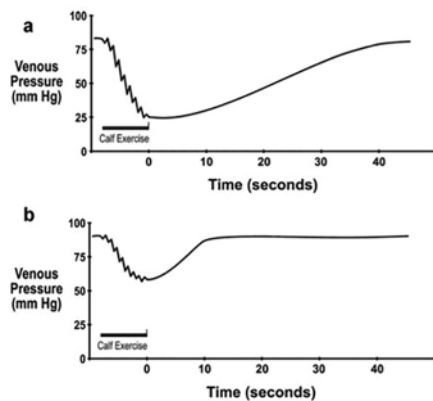 a
100
75
Venous
Pressure
(mm Hg)
50
25
Calf Exercise
0
0 10 20 30 40
Time (seconds)
b
100
75
Venous
Pressure
(mm Hg)
50
25
Calf Exercise
0
0 10 20 30 40
Time (seconds)